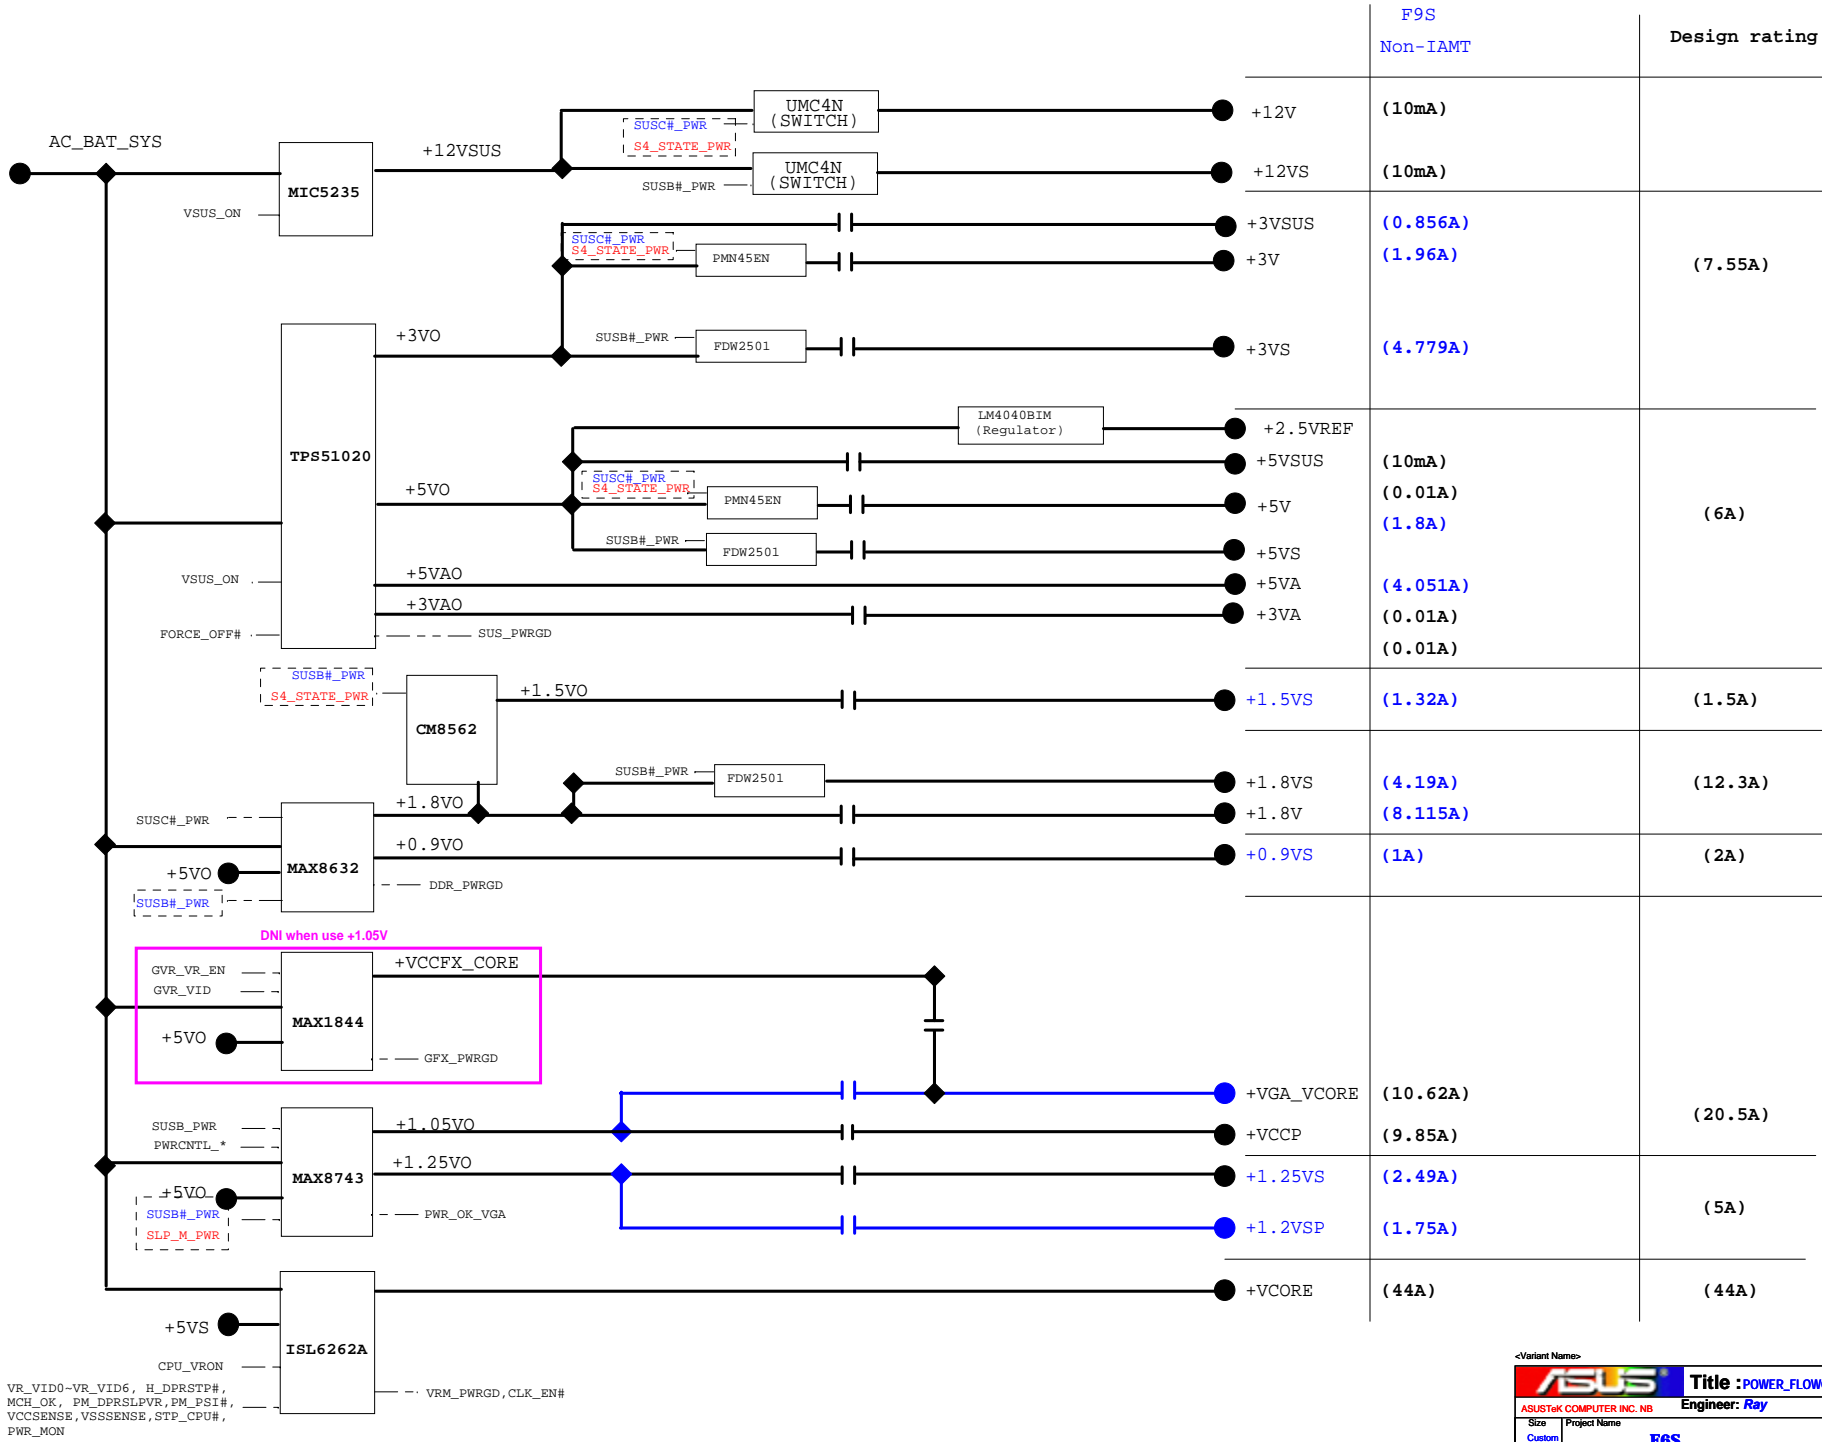 F9S
Non-IAMT
Design rating
AC_BAT_SYS
MIC5235
VSUS_ON
+12VSUS
SUSC#_PWR
S4_STATE_PWR
UMC4N
(SWITCH)
+12V
(10mA)
SUSB#_PWR
UMC4N
(SWITCH)
+12VS
(10mA)
+3VSUS
(0.856A)
SUSC#_PWR
S4_STATE_PWR
PMN45EN
+3V
(1.96A)
(7.55A)
+3VO
SUSB#_PWR
FDW2501
+3VS
(4.779A)
TPS51020
LM4040BIM
(Regulator)
+2.5VREF
+5VSUS
(10mA)
+5VO
SUSC#_PWR
S4_STATE_PWR
PMN45EN
+5V
(0.01A)
(1.8A)
(6A)
SUSB#_PWR
FDW2501
+5VS
VSUS_ON
+5VAO
+5VA
(4.051A)
+3VAO
+3VA
(0.01A)
FORCE_OFF#
SUS_PWRGD
(0.01A)
SUSB#_PWR
S4_STATE_PWR
CM8562
+1.5VO
+1.5VS
(1.32A)
(1.5A)
SUSB#_PWR
FDW2501
+1.8VS
(4.19A)
(12.3A)
SUSC#_PWR
+1.8VO
+1.8V
(8.115A)
+0.9VO
+0.9VS
(1A)
(2A)
+5VO
MAX8632
DDR_PWRGD
SUSB#_PWR
DNI when use +1.05V
GVR_VR_EN
GVR_VID
+VCCFX_CORE
MAX1844
+5VO
GFX_PWRGD
+VGA_VCORE
(10.62A)
(20.5A)
SUSB_PWR
PWRCNTL_*
+1.05VO
+VCCP
(9.85A)
MAX8743
+1.25VO
+1.25VS
(2.49A)
+5VO
SUSB#_PWR
SLP_M_PWR
PWR_OK_VGA
(5A)
+1.2VSP
(1.75A)
+VCORE
(44A)
(44A)
+5VS
ISL6262A
CPU_VRON
VR_VID0~VR_VID6, H_DPRSTP#,
MCH_OK, PM_DPRSLPVR,PM_PSI#,
VCCSENSE,VSSSENSE,STP_CPU#,
PWR_MON
VRM_PWRGD,CLK_EN#
<Variant Name>
ASUS
Title : POWER_FLOW
ASUSTeK COMPUTER INC. NB
Engineer: Ray
Size
Project Name
Custom
F6S